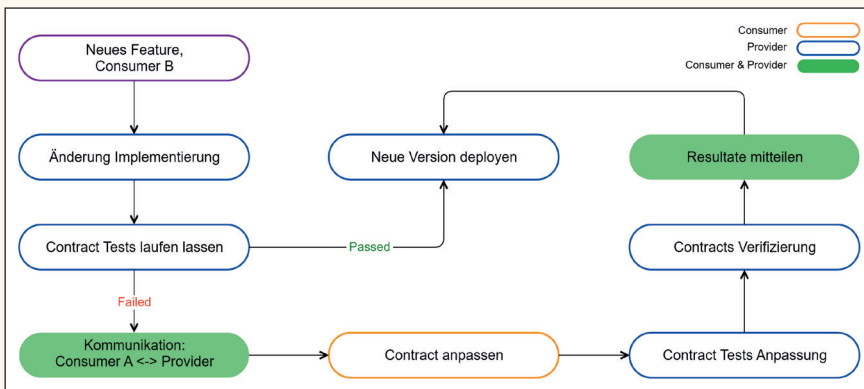 Neues Feature,
Consumer B
Consumer
Provider
Consumer & Provider
Änderung Implementierung
Neue Version deployen
Resultate mitteilen
Contract Tests laufen lassen
Passed
Contracts Verifizierung
Failed
Kommunikation:
Consumer A <-> Provider
Contract anpassen
Contract Tests Anpassung